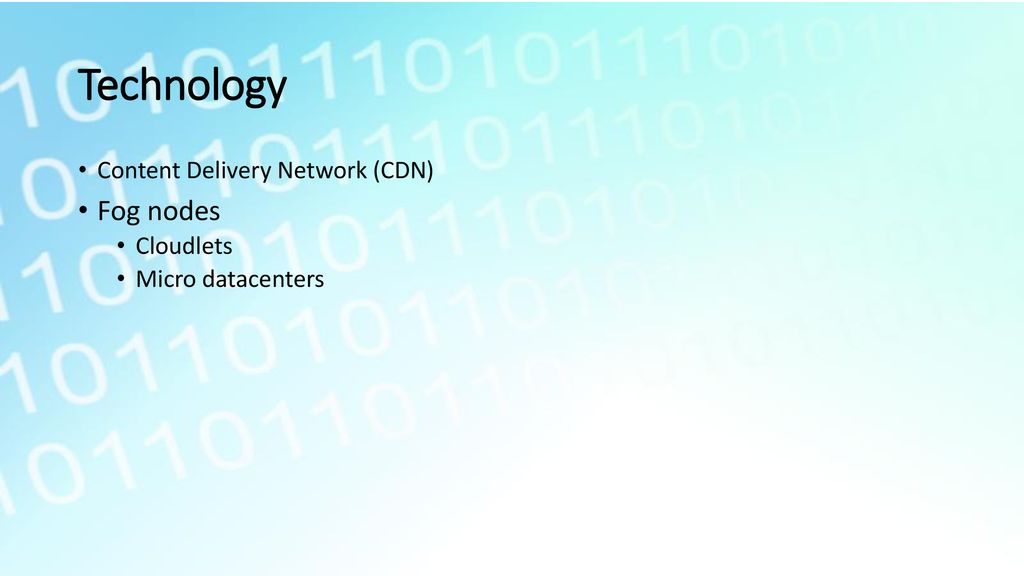 Technology
• Content Delivery Network (CDN)
• Fog nodes
• Cloudlets
• Micro datacenters